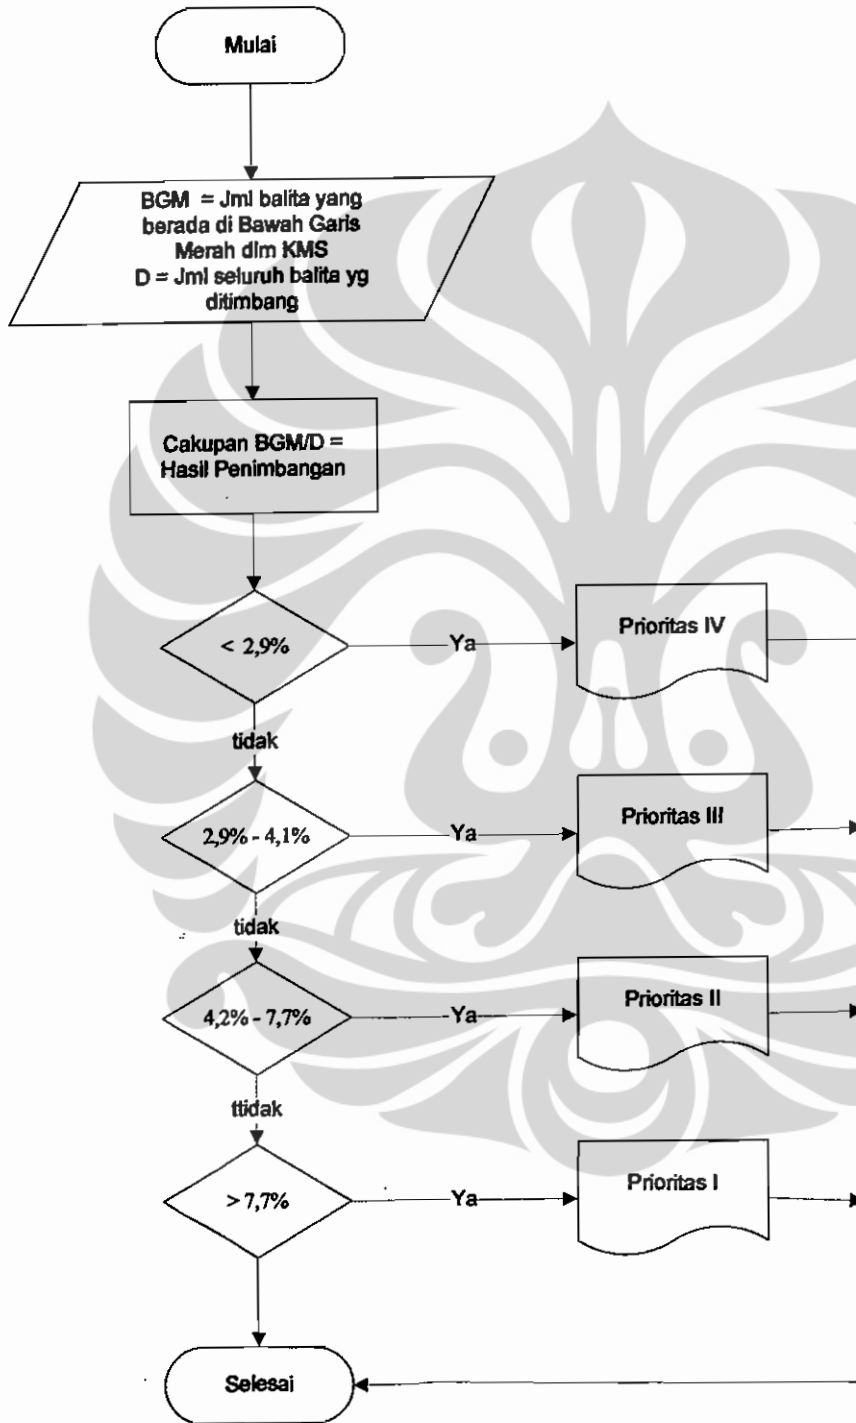 Mulai
BGM = Jml balita yang
berada di Bawah Garis
Merah dlm KMS
D = Jml seluruh balita yg
ditimbang
Cakupan BGM/D =
Hasil Penimbangan
< 2,9%
Ya
Prioritas IV
tidak
2,9% - 4,1%
Ya
Prioritas III
tidak
4,2% - 7,7%
Ya
Prioritas II
ttidak
> 7,7%
Ya
Prioritas I
Selesai